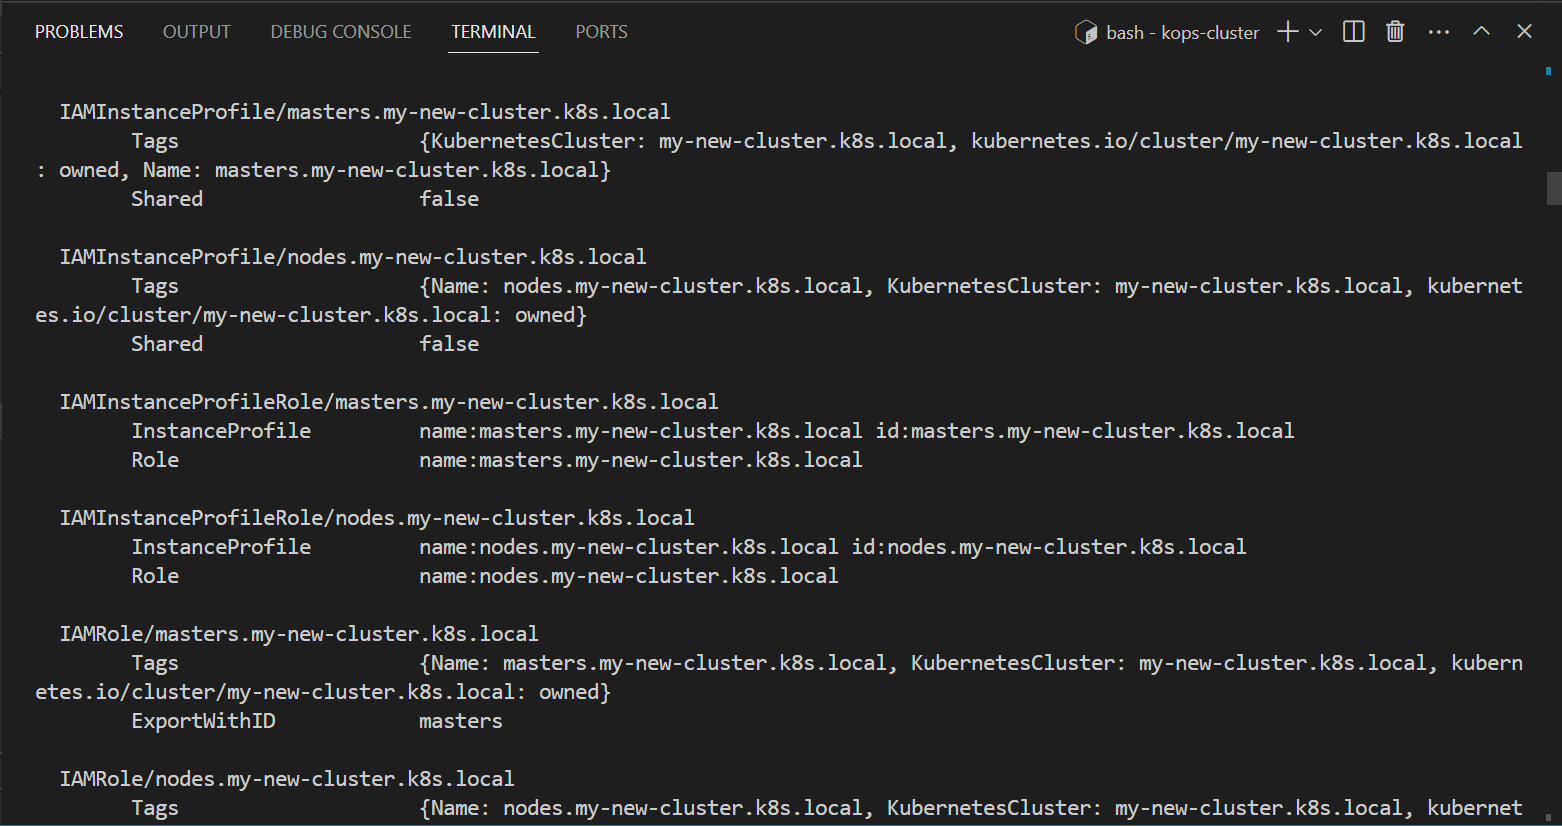 PROBLEMS OUTPUT DEBUG CONSOLE TERMINAL PORTS bash - kops-cluster
IAMInstanceProfile/masters.my-new-cluster.k8s.local
Tags {KubernetesCluster: my-new-cluster.k8s.local, kubernetes.io/cluster/my-new-cluster.k8s.local
: owned, Name: masters.my-new-cluster.k8s.local}
Shared false
IAMInstanceProfile/nodes.my-new-cluster.k8s.local
Tags {Name: nodes.my-new-cluster.k8s.local, KubernetesCluster: my-new-cluster.k8s.local, kubernet
es.io/cluster/my-new-cluster.k8s.local: owned}
Shared false
IAMInstanceProfileRole/masters.my-new-cluster.k8s.local
InstanceProfile name:masters.my-new-cluster.k8s.local id:masters.my-new-cluster.k8s.local
Role name:masters.my-new-cluster.k8s.local
IAMInstanceProfileRole/nodes.my-new-cluster.k8s.local
InstanceProfile name:nodes.my-new-cluster.k8s.local id:nodes.my-new-cluster.k8s.local
Role name:nodes.my-new-cluster.k8s.local
IAMRole/masters.my-new-cluster.k8s.local
Tags {Name: masters.my-new-cluster.k8s.local, KubernetesCluster: my-new-cluster.k8s.local, kubern
etes.io/cluster/my-new-cluster.k8s.local: owned}
ExportWithID masters
IAMRole/nodes.my-new-cluster.k8s.local
Tags {Name: nodes.my-new-cluster.k8s.local, KubernetesCluster: my-new-cluster.k8s.local, kubernet